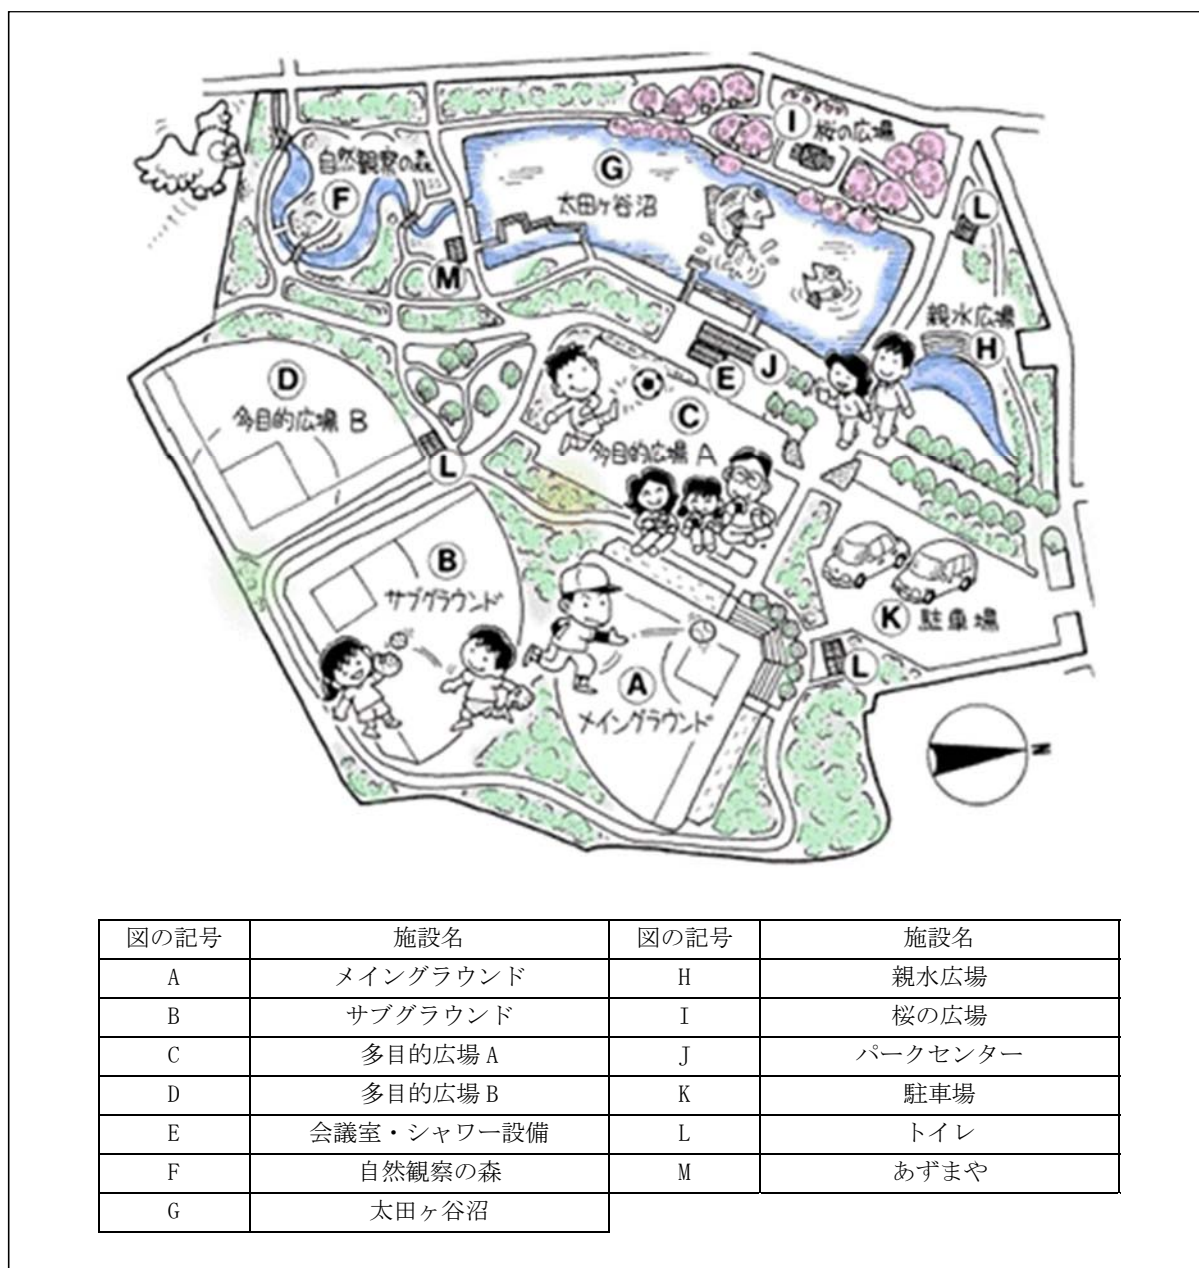 I 桜の広場
自然観察の森
G
太田ヶ谷沼
F
L
M
親水広場
H
D
多目的広場 B
E
J
C
多目的広場 A
L
B
サブグラウンド
K 駐車場
A
L
メイングラウンド
N
図の記号 施設名 図の記号 施設名
A メイングラウンド H 親水広場
B サブグラウンド I 桜の広場
C 多目的広場 A J パークセンター
D 多目的広場 B K 駐車場
E 会議室・シャワー設備 L トイレ
F 自然観察の森 M あずまや
G 太田ヶ谷沼